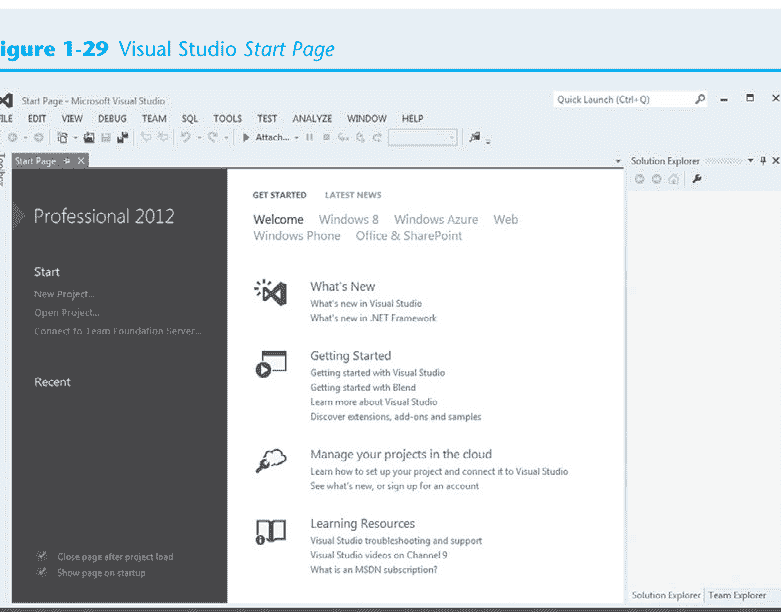 igure 1-29 Visual Studio Start Page
Start Page - Microsoft Visual Studio
Quick Launch (Ctrl+Q)
ILE EDIT VIEW DEBUG TEAM SQL TOOLS TEST ANALYZE WINDOW HELP
Attach...
Toolbox
Start Page
Solution Explorer
Professional 2012
Start
New Project...
Open Project...
Connect to Team Foundation Server...
Recent
Close page after project load
Show page on startup
GET STARTED LATEST NEWS
Welcome Windows 8 Windows Azure Web
Windows Phone Office & SharePoint
What's New
What's new in Visual Studio
What's new in .NET Framework
Getting Started
Getting started with Visual Studio
Getting started with Blend
Learn more about Visual Studio
Discover extensions, add-ons and samples
Manage your projects in the cloud
Learn how to set up your project and connect it to Visual Studio
See what's new, or sign up for an account
Learning Resources
Visual Studio troubleshooting and support
Visual Studio videos on Channel 9
What is an MSDN subscription?
Solution Explorer Team Explorer